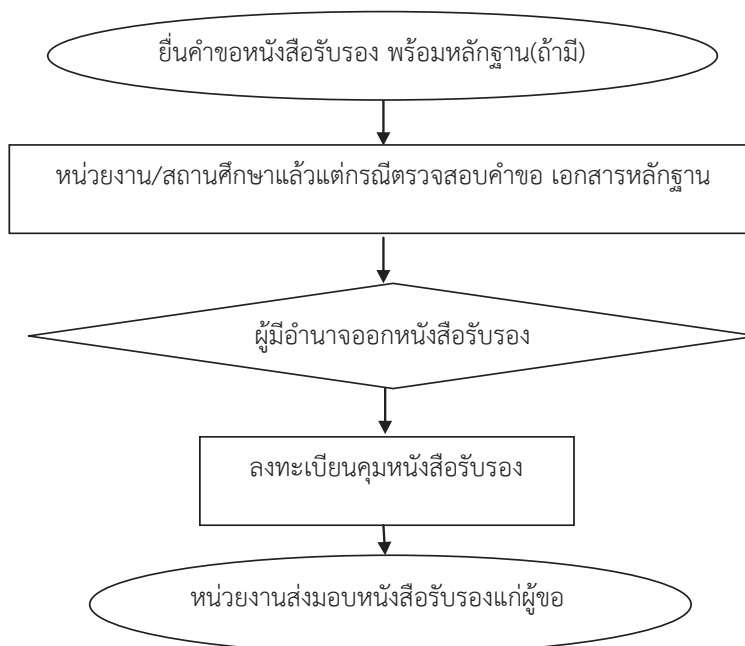 ยื่นคำขอหนังสือรับรอง พร้อมหลักฐาน(ถ้ามี)
หน่วยงาน/สถานศึกษาแล้วแต่กรณีตรวจสอบคำขอ เอกสารหลักฐาน
ผู้มีอำนาจออกหนังสือรับรอง
ลงทะเบียนคุมหนังสือรับรอง
หน่วยงานส่งมอบหนังสือรับรองแก่ผู้ขอ